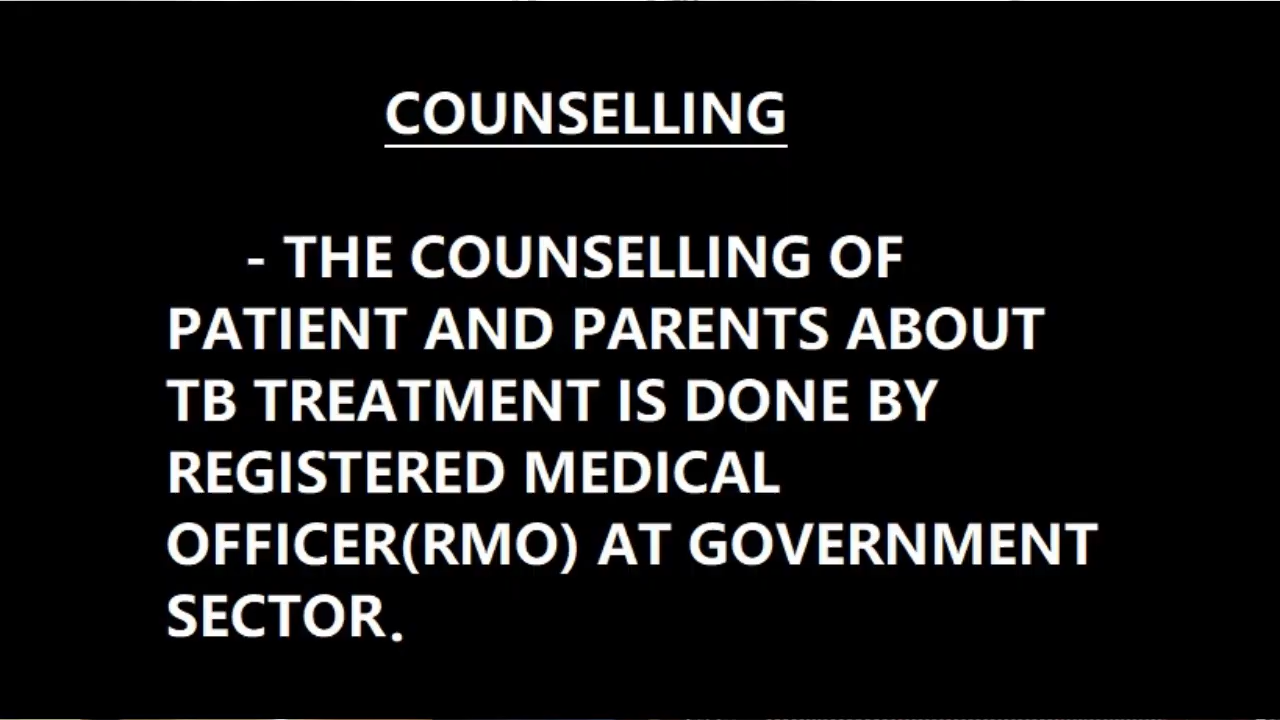 COUNSELLING
- THE COUNSELLING OF
PATIENT AND PARENTS ABOUT
TB TREATMENT IS DONE BY
REGISTERED MEDICAL
OFFICER(RMO) AT GOVERNMENT
SECTOR.